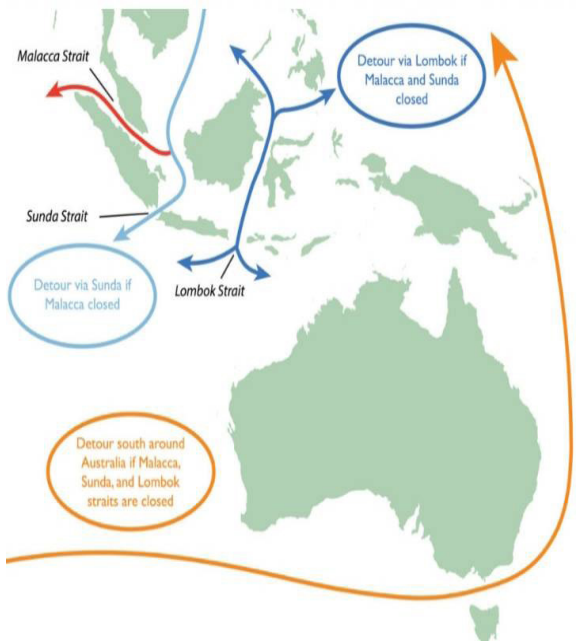 Malacca Strait
Detour via Lombok if
Malacca and Sunda
closed
Sunda Strait
Detour via Sunda if
Malacca closed
Lombok Strait
Detour south around
Australia if Malacca,
Sunda, and Lombok
straits are closed